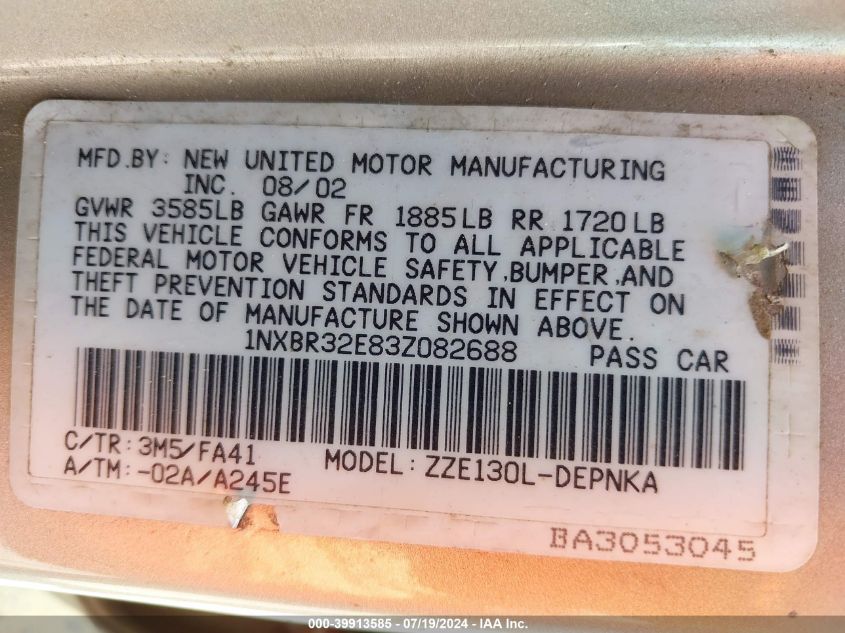 MFD.BY: NEW UNITED MOTOR MANUFACTURING
INC. 08/02
GVWR 3585LB GAWR FR 1885LB RR 1720LB
THIS VEHICLE CONFORMS TO ALL APPLICABLE
FEDERAL MOTOR VEHICLE SAFETY,BUMPER,AND
THEFT PREVENTION STANDARDS IN EFFECT ON
THE DATE OF MANUFACTURE SHOWN ABOVE.
1NXBR32E83Z082688 PASS CAR
C/TR: 3M5/FA41
A/TM: -02A/A245E MODEL: ZZE130L-DEPNKA
BA3053045
000-39913585 - 07/19/2024 - IAA Inc.